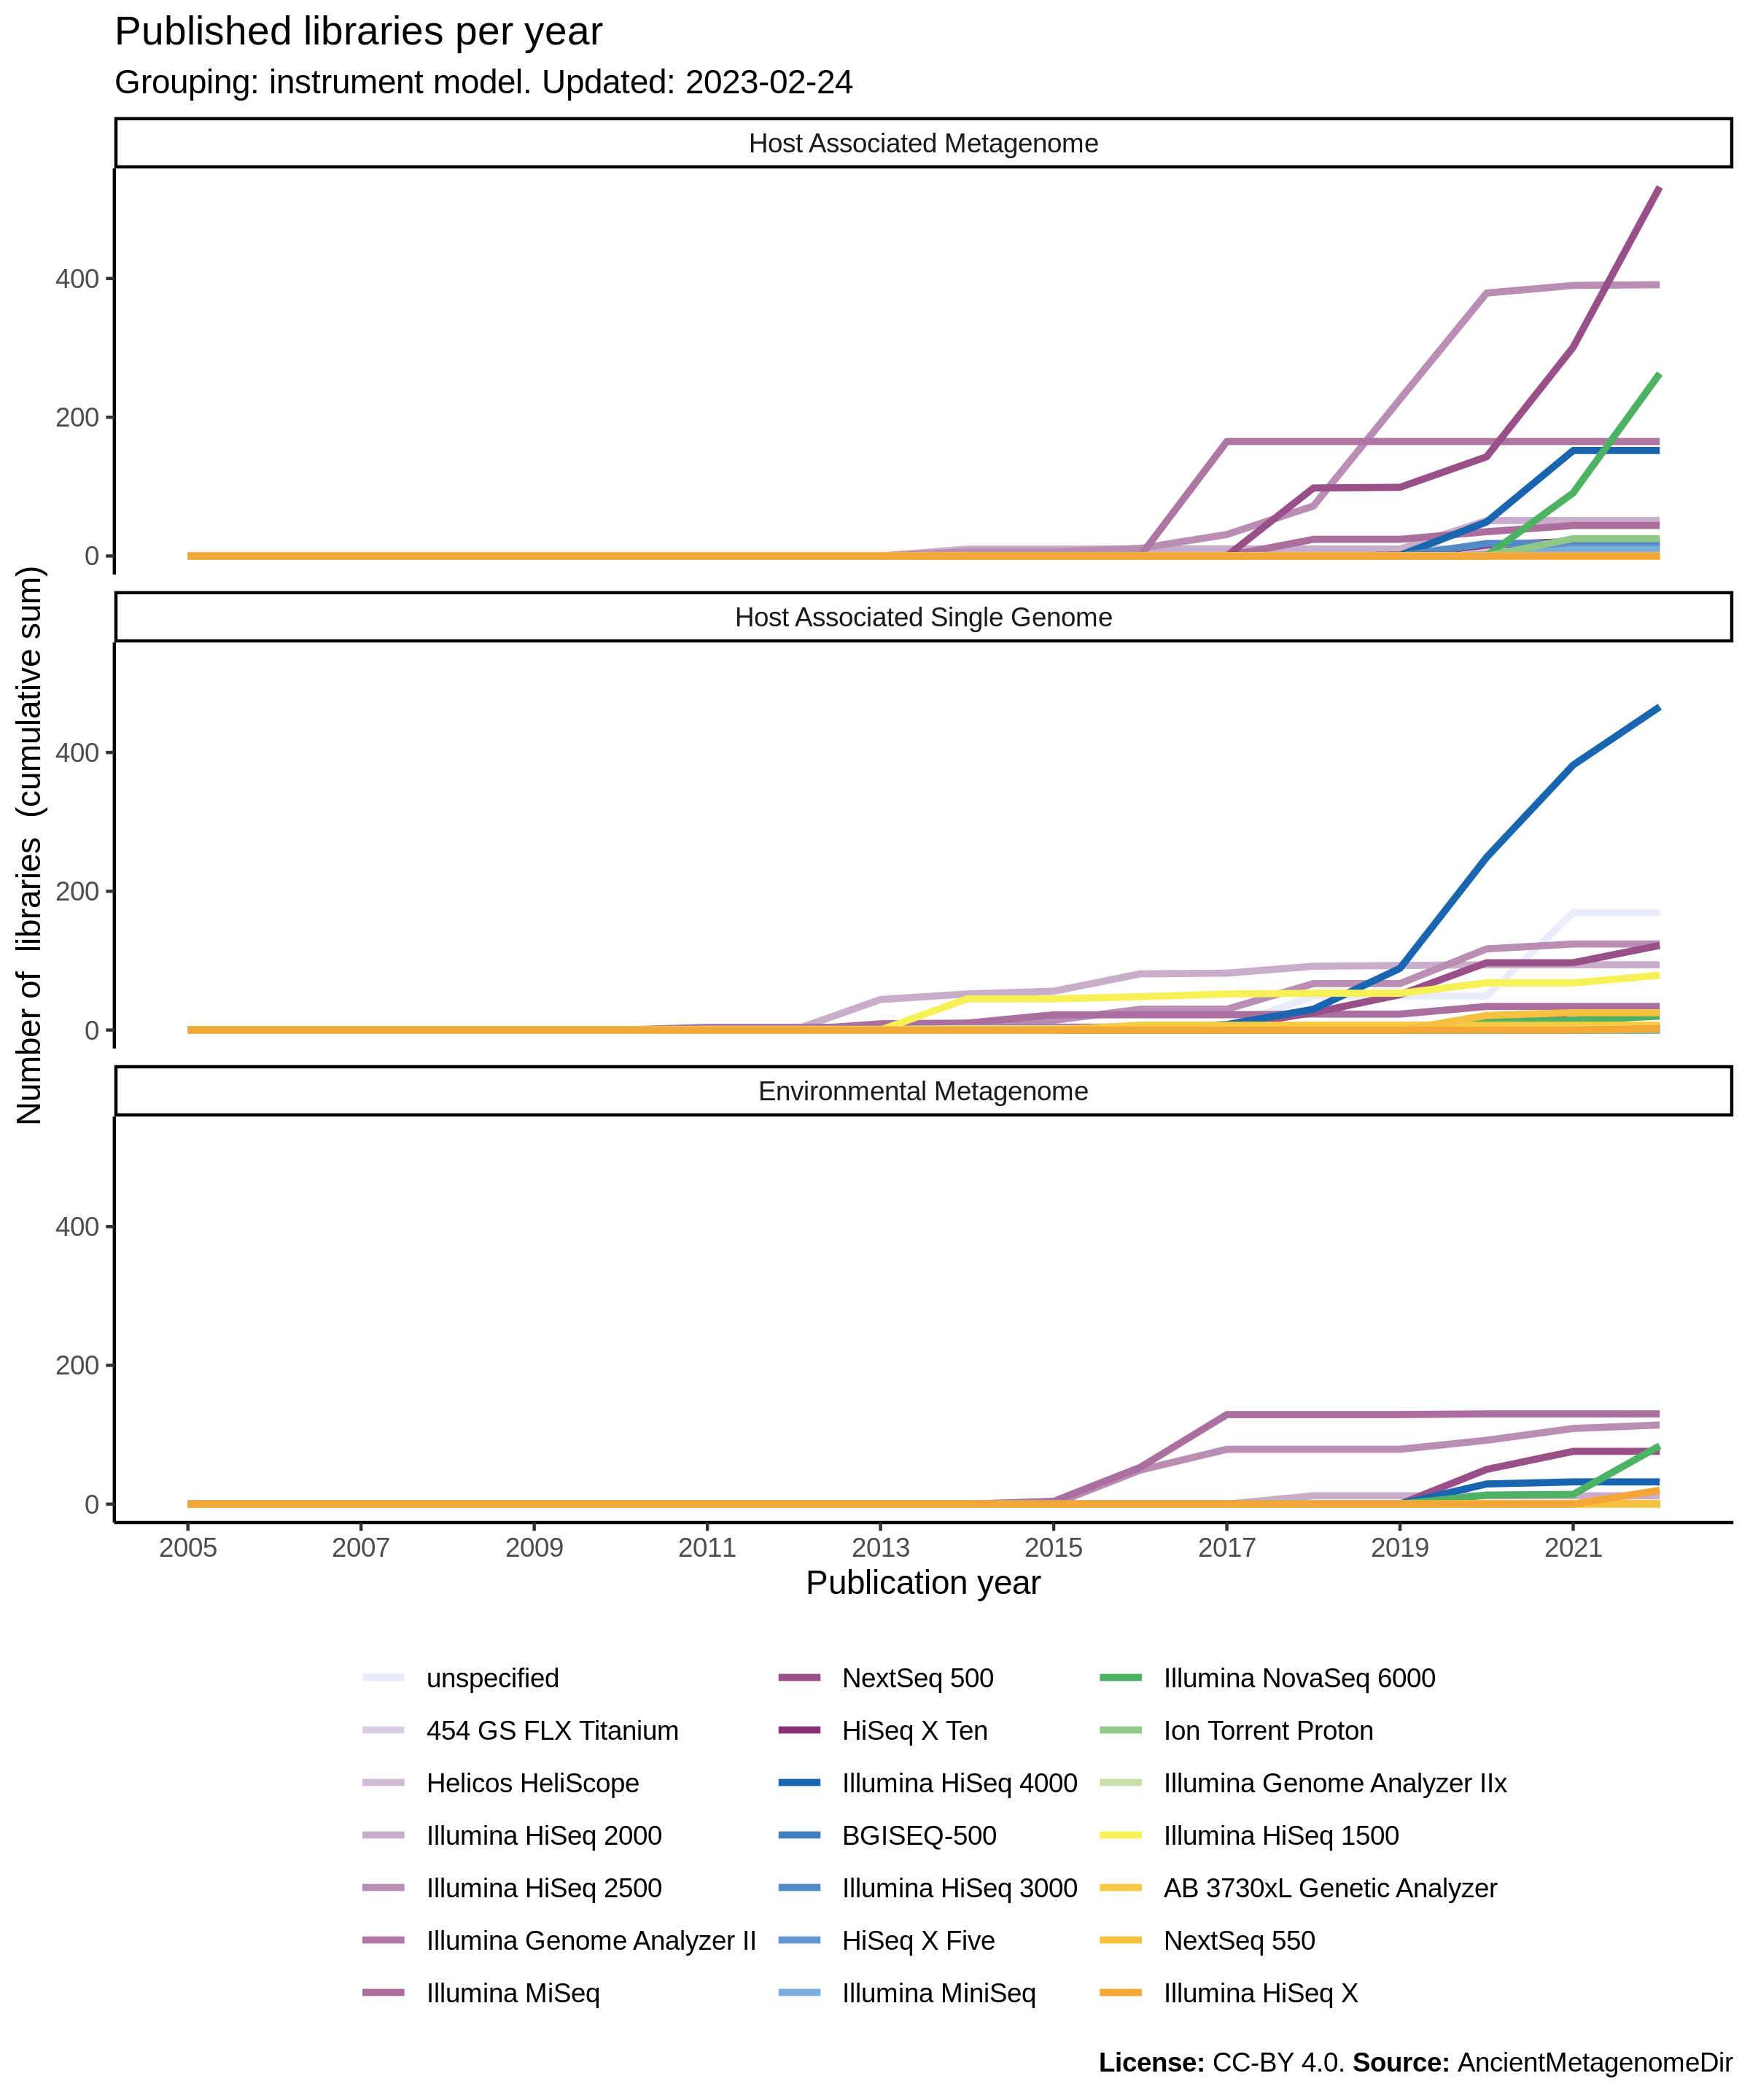 Published libraries per year
Grouping: instrument model. Updated: 2023-02-24
Number of libraries (cumulative sum)
Host Associated Metagenome
400
200
0
Host Associated Single Genome
400
200
0
Environmental Metagenome
400
200
0
2005 2007 2009 2011 2013 2015 2017 2019 2021
Publication year
unspecified
454 GS FLX Titanium
Helicos HeliScope
Illumina HiSeq 2000
Illumina HiSeq 2500
Illumina Genome Analyzer II
Illumina MiSeq
NextSeq 500
HiSeq X Ten
Illumina HiSeq 4000
BGISEQ-500
Illumina HiSeq 3000
HiSeq X Five
Illumina MiniSeq
Illumina NovaSeq 6000
Ion Torrent Proton
Illumina Genome Analyzer IIx
Illumina HiSeq 1500
AB 3730xL Genetic Analyzer
NextSeq 550
Illumina HiSeq X
License: CC-BY 4.0. Source: AncientMetagenomeDir